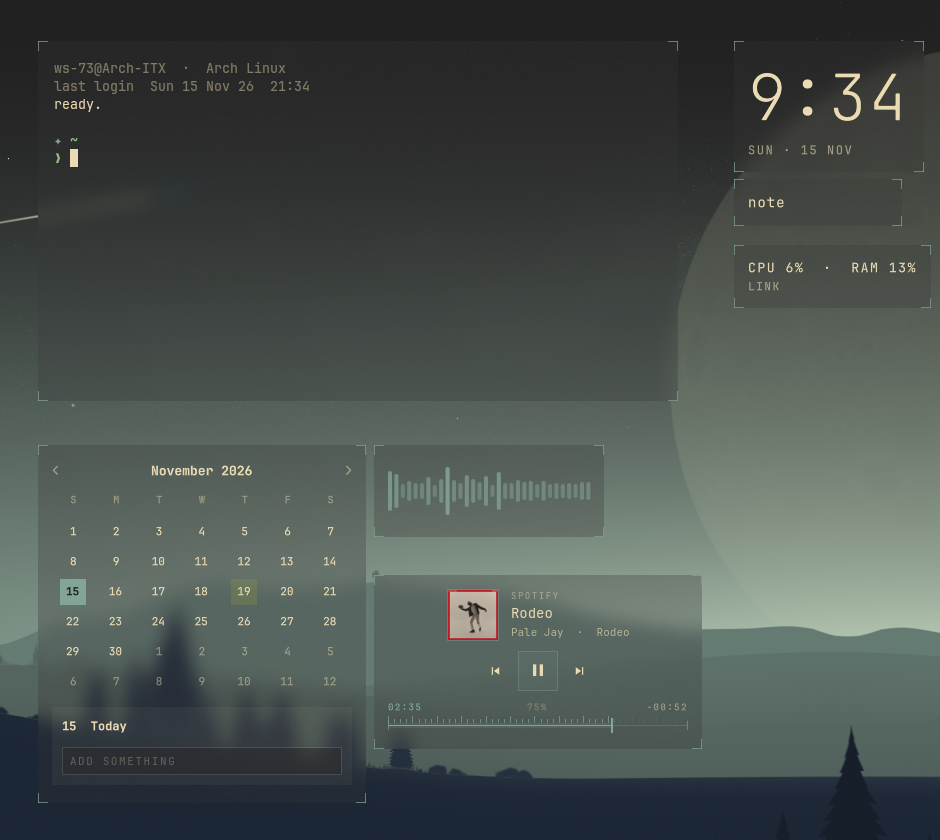 ws-73@Arch-ITX · Arch Linux
last login Sun 15 Nov 26 21:34
ready.
~
❯
9:34
SUN · 15 NOV
note
CPU 6% · RAM 13%
LINK
November 2026
S M T W T F S
1 2 3 4 5 6 7
8 9 10 11 12 13 14
15 16 17 18 19 20 21
22 23 24 25 26 27 28
29 30 1 2 3 4 5
6 7 8 9 10 11 12
15 Today
ADD SOMETHING
SPOTIFY
Rodeo
Pale Jay · Rodeo
02:35 75% -00:52